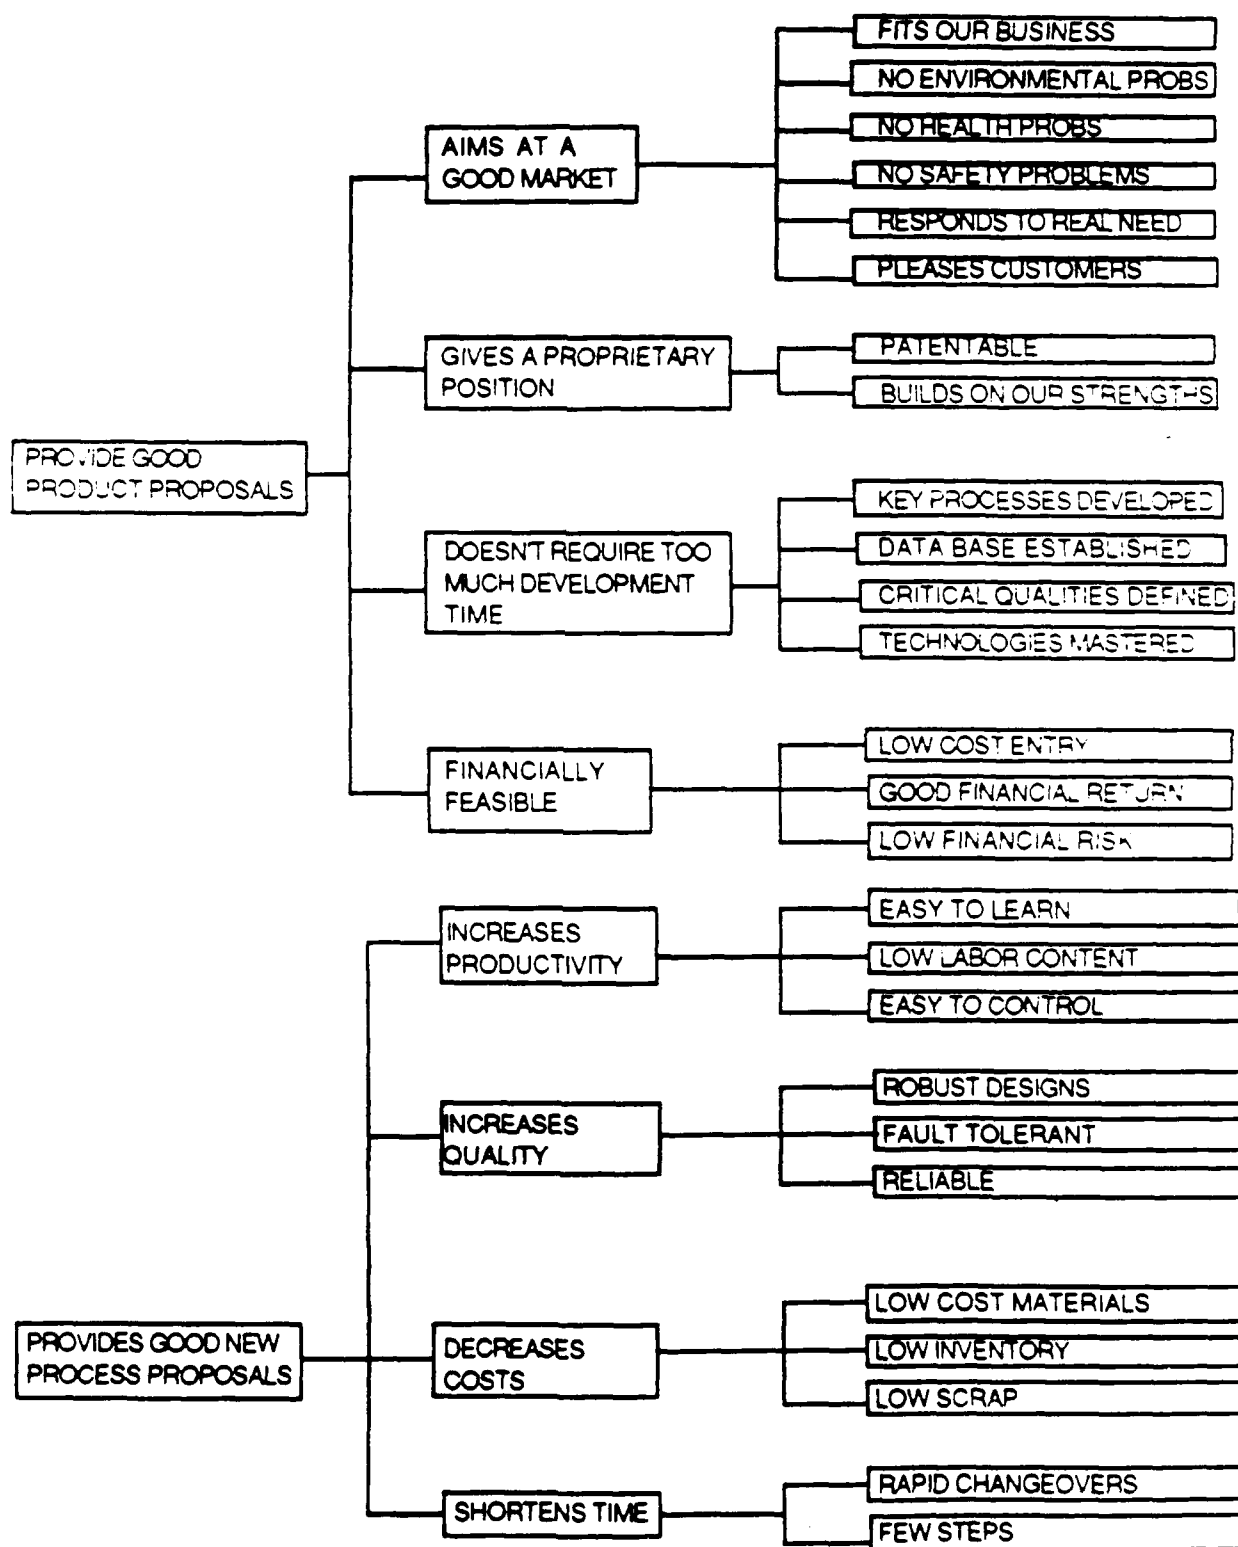 FITS OUR BUSINESS
NO ENVIRONMENTAL PROBS
NO HEALTH PROBS
AIMS AT A
GOOD MARKET
NO SAFETY PROBLEMS
RESPONDS TO REAL NEED
PLEASES CUSTOMERS
GIVES A PROPRIETARY
POSITION
PATENTABLE
BUILDS ON OUR STRENGTHS
PROVIDE GOOD
PRODUCT PROPOSALS
KEY PROCESSES DEVELOPED
DOESN'T REQUIRE TOO
MUCH DEVELOPMENT
TIME
DATA BASE ESTABLISHED
CRITICAL QUALITIES DEFINED
TECHNOLOGIES MASTERED
FINANCIALLY
FEASIBLE
LOW COST ENTRY
GOOD FINANCIAL RETURN
LOW FINANCIAL RISK
INCREASES
PRODUCTIVITY
EASY TO LEARN
LOW LABOR CONTENT
EASY TO CONTROL
INCREASES
QUALITY
ROBUST DESIGNS
FAULT TOLERANT
RELIABLE
PROVIDES GOOD NEW
PROCESS PROPOSALS
DECREASES
COSTS
LOW COST MATERIALS
LOW INVENTORY
LOW SCRAP
SHORTENS TIME
RAPID CHANGEOVERS
FEW STEPS